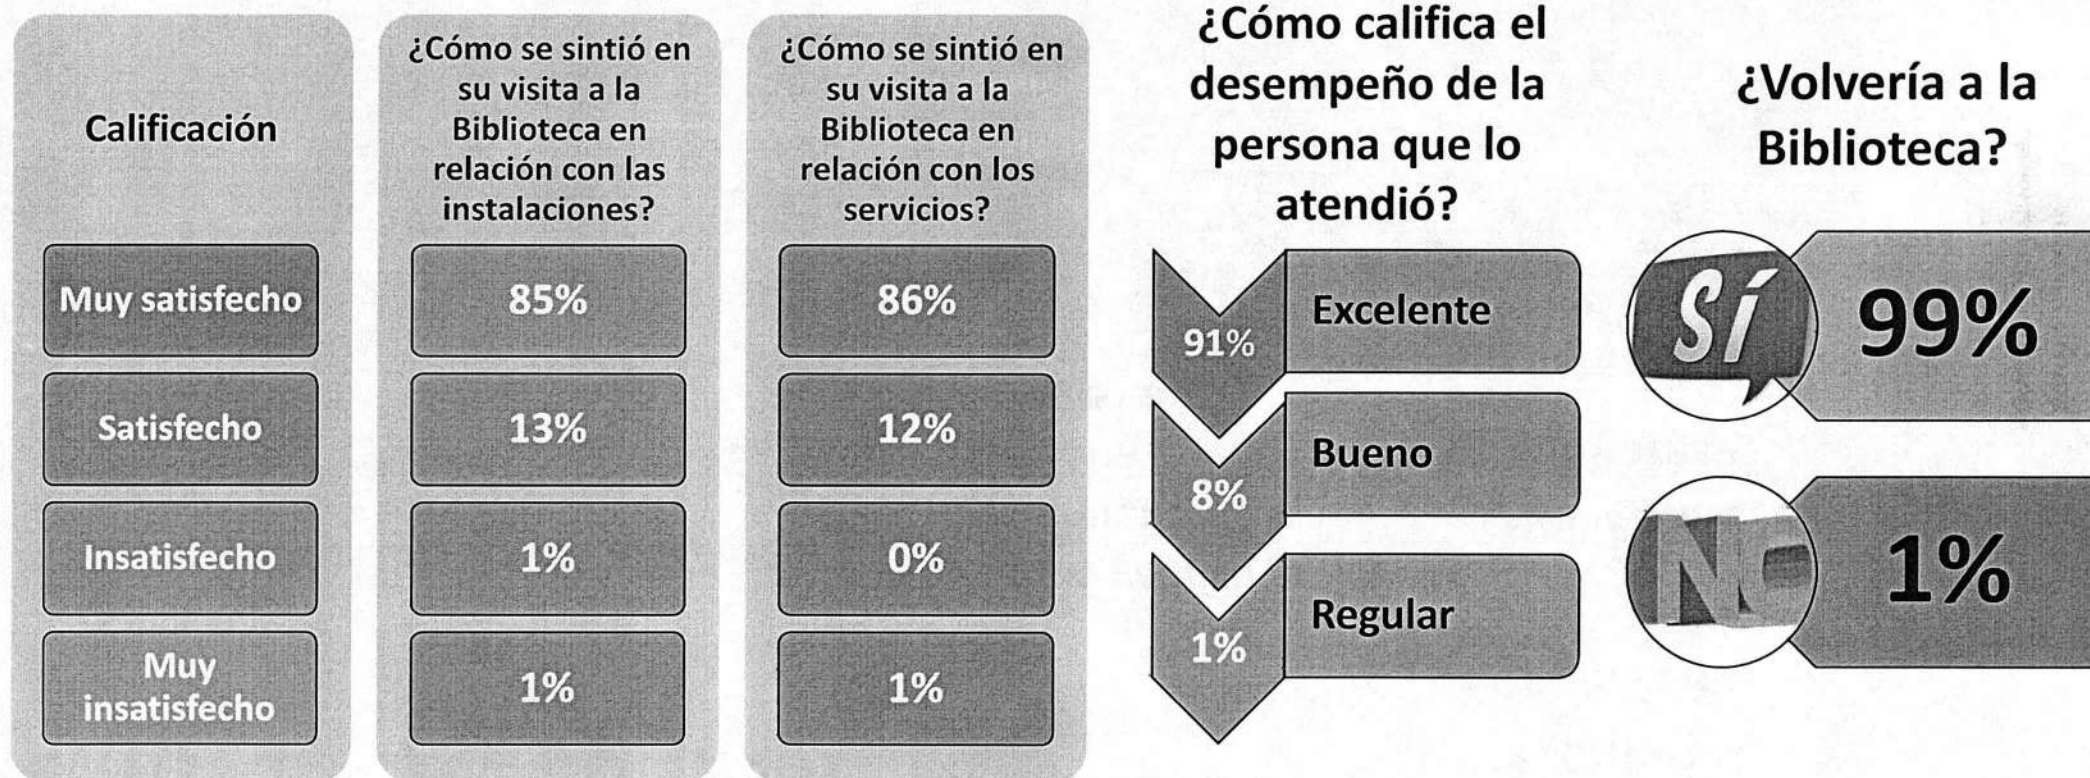 Calificación
Muy satisfecho
Satisfecho
Insatisfecho
Muy
insatisfecho
¿Cómo se sintió en
su visita a la
Biblioteca en
relación con las
instalaciones?
85%
13%
1%
1%
¿Cómo se sintió en
su visita a la
Biblioteca en
relación con los
servicios?
86%
12%
0%
1%
¿Cómo califica el
desempeño de la
persona que lo
atendió?
91%
Excelente
8%
Bueno
1%
Regular
¿Volvería a la
Biblioteca?
SÍ
99%
NO
1%